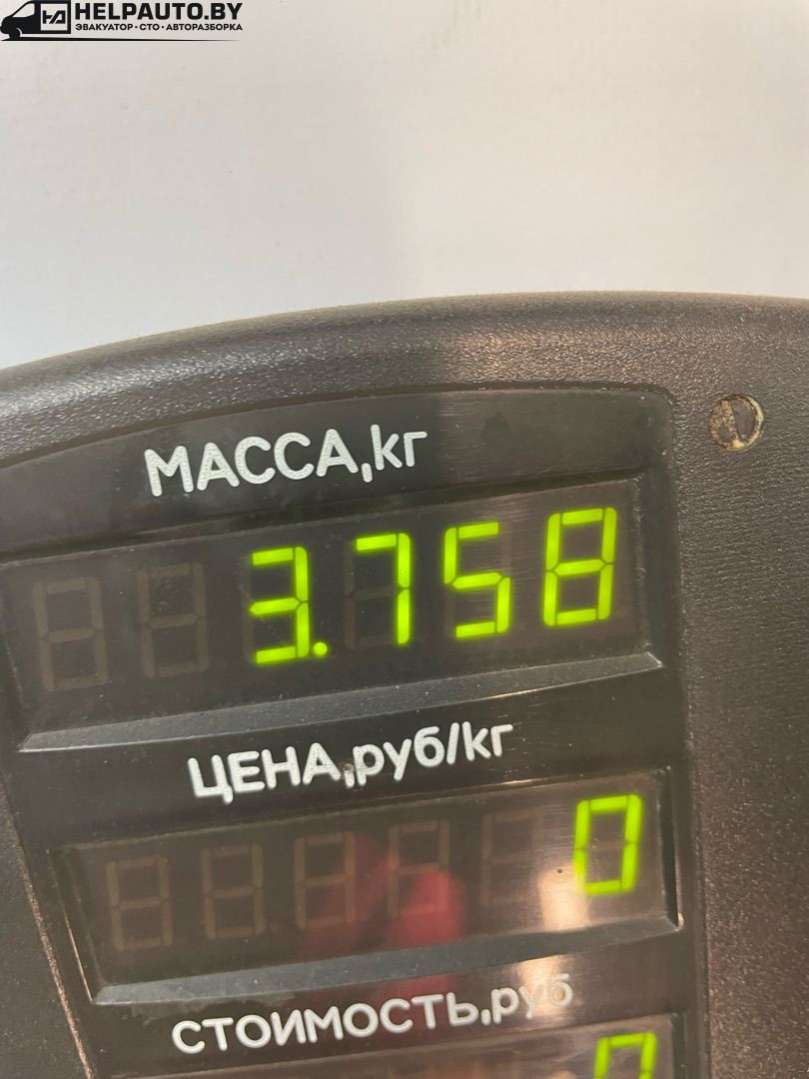 HELPAUTO.BY
ЭВАКУАТОР · СТО · АВТОРАЗБОРКА
МАССА,кг
3.758
ЦЕНА,руб/кг
0
СТОИМОСТЬ,руб
0